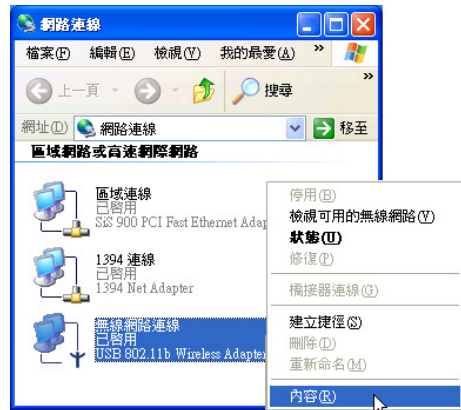 網路連線
檔案(F) 編輯(E) 檢視(V) 我的最愛(A) »
上一頁 搜尋 »
網址(D) 網路連線 移至
區域網路或高速網際網路
區域連線
已啓用
SiS 900 PCI Fast Ethernet Adap
1394 連線
已啓用
1394 Net Adapter
無線網路連線
已啓用
USB 802.11b Wireless Adapter
停用(B)
檢視可用的無線網路(V)
狀態(U)
修復(P)
橋接器連線(G)
建立捷徑(S)
刪除(D)
重新命名(M)
內容(R)